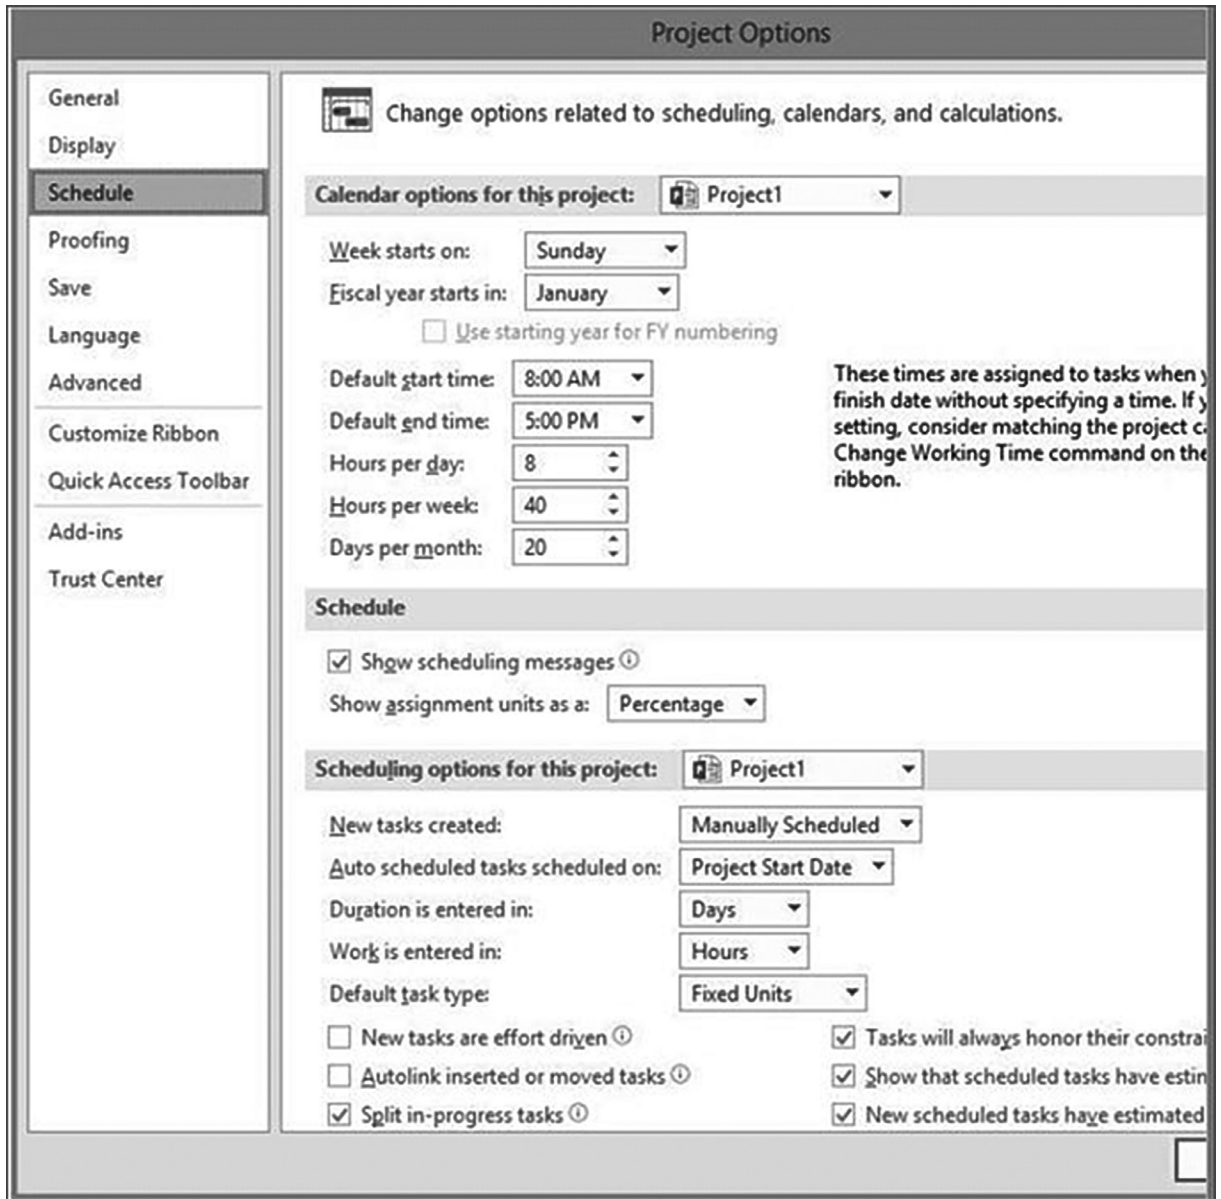 Project Options
General
Display
Schedule
Proofing
Save
Language
Advanced
Customize Ribbon
Quick Access Toolbar
Add-ins
Trust Center
Change options related to scheduling, calendars, and calculations.
Calendar options for this project: Project1
Week starts on: Sunday
Fiscal year starts in: January
Use starting year for FY numbering
Default start time: 8:00 AM
Default end time: 5:00 PM
Hours per day: 8
Hours per week: 40
Days per month: 20
These times are assigned to tasks when
finish date without specifying a time. If
setting, consider matching the project
Change Working Time command on the
ribbon.
Schedule
Show scheduling messages
Show assignment units as a: Percentage
Scheduling options for this project: Project1
New tasks created: Manually Scheduled
Auto scheduled tasks scheduled on: Project Start Date
Duration is entered in: Days
Work is entered in: Hours
Default task type: Fixed Units
New tasks are effort driven
Tasks will always honor their constrai
Autolink inserted or moved tasks
Show that scheduled tasks have estin
Split in-progress tasks
New scheduled tasks have estimated